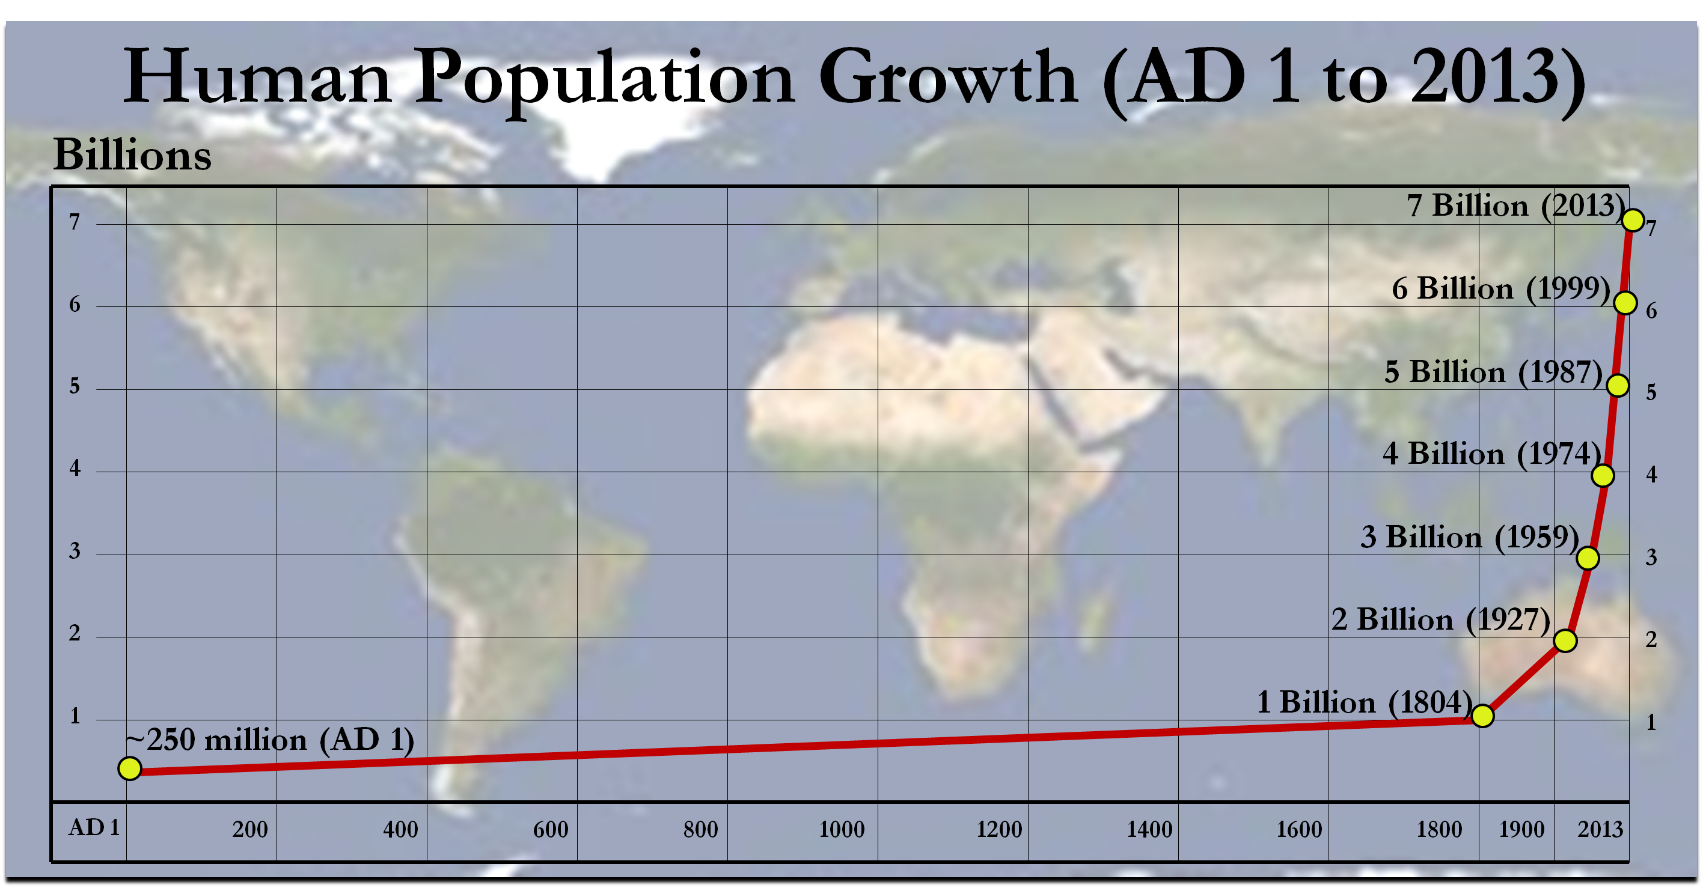 Human Population Growth (AD 1 to 2013)
Billions
7 Billion (2013)
7
7
6 Billion (1999)
6
6
5 Billion (1987)
5
5
4 Billion (1974)
4
4
3 Billion (1959)
3
3
2 Billion (1927)
2
2
1 Billion (1804)
1
1
~250 million (AD 1)
AD 1 200 400 600 800 1000 1200 1400 1600 1800 1900 2013